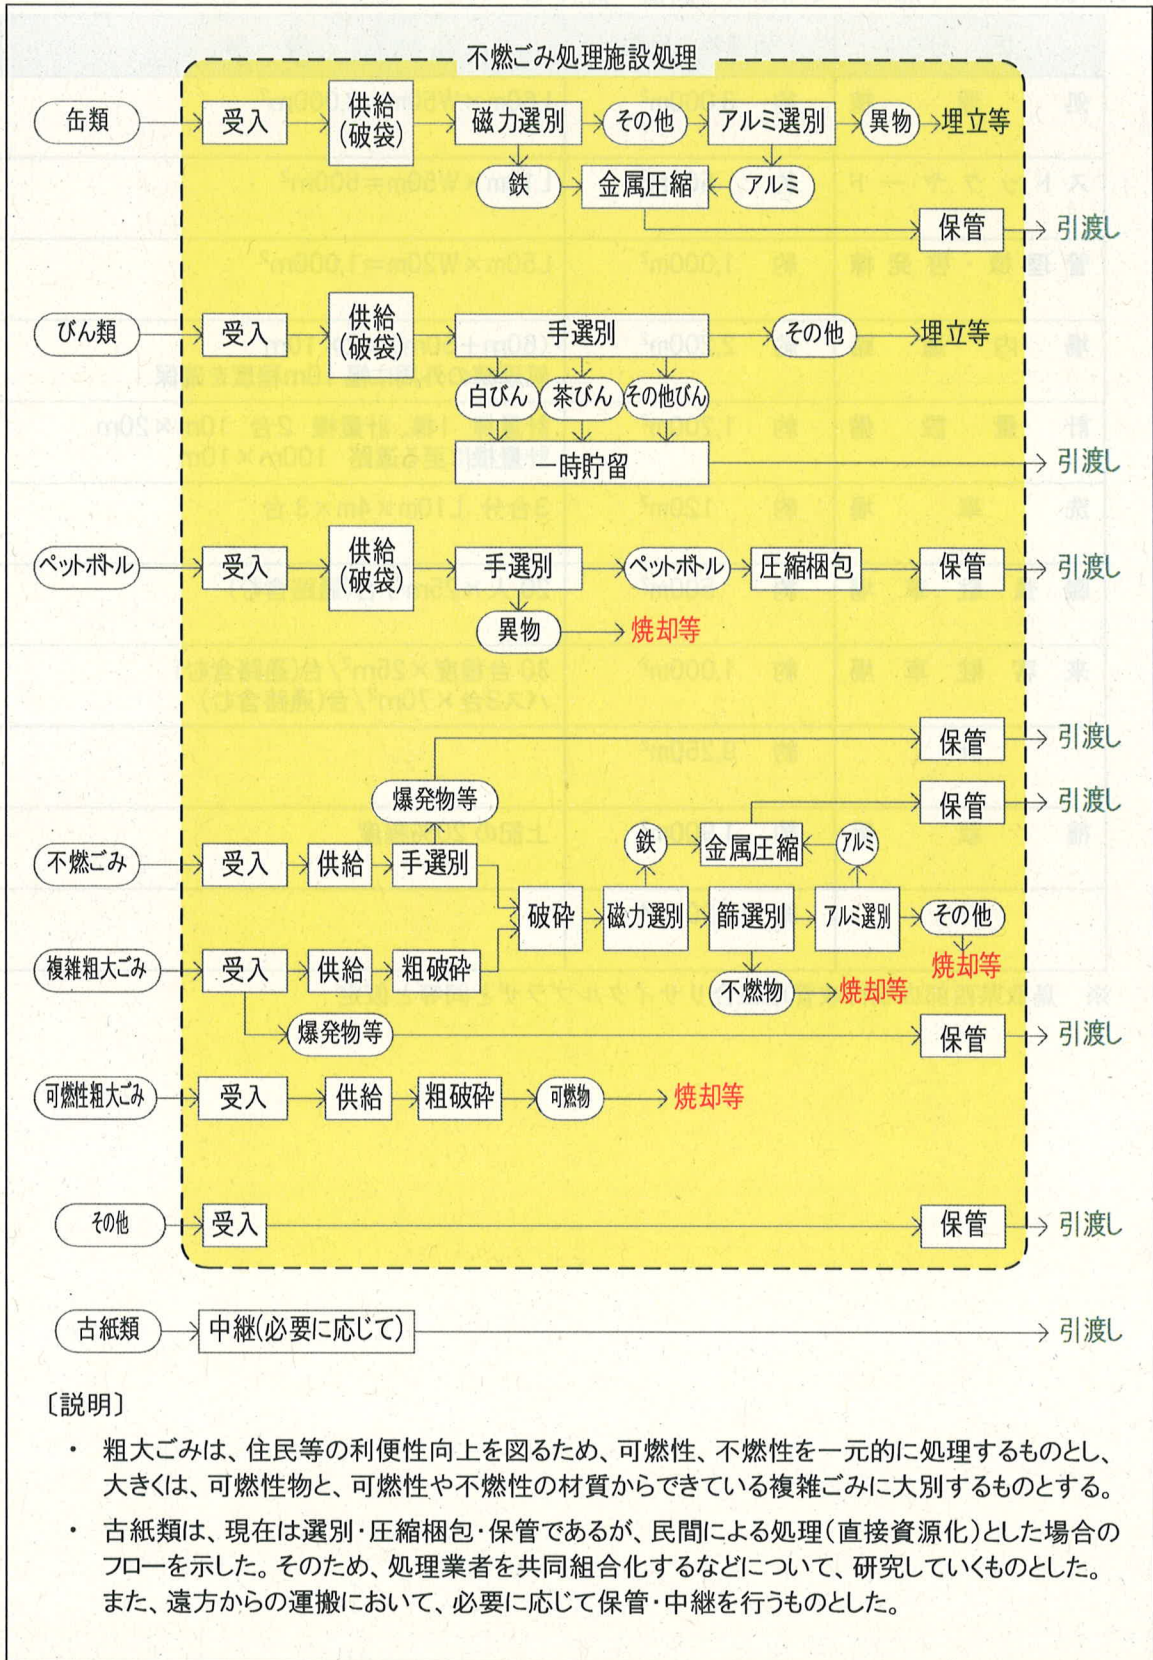 不燃ごみ処理施設処理
缶類 受入 供給(破袋) 磁力選別 その他 アルミ選別 異物 埋立等
鉄 金属圧縮 アルミ
保管 引渡し
びん類 受入 供給(破袋) 手選別 その他 埋立等
白びん 茶びん その他びん
一時貯留 引渡し
ペットボトル 受入 供給(破袋) 手選別 ペットボトル 圧縮梱包 保管 引渡し
異物 焼却等
保管 引渡し
爆発物等 保管 引渡し
鉄 金属圧縮 アルミ
不燃ごみ 受入 供給 手選別
破砕 磁力選別 篩選別 アルミ選別 その他
焼却等
複雑粗大ごみ 受入 供給 粗破砕
不燃物 焼却等
爆発物等 保管 引渡し
可燃性粗大ごみ 受入 供給 粗破砕 可燃物 焼却等
その他 受入 保管 引渡し
古紙類 中継(必要に応じて) 引渡し
〔説明〕
・ 粗大ごみは、住民等の利便性向上を図るため、可燃性、不燃性を一元的に処理するものとし、
大きくは、可燃性物と、可燃性や不燃性の材質からできている複雑ごみに大別するものとする。
・ 古紙類は、現在は選別・圧縮梱包・保管であるが、民間による処理(直接資源化)とした場合の
フローを示した。そのため、処理業者を共同組合化するなどについて、研究していくものとした。
また、遠方からの運搬において、必要に応じて保管・中継を行うものとした。